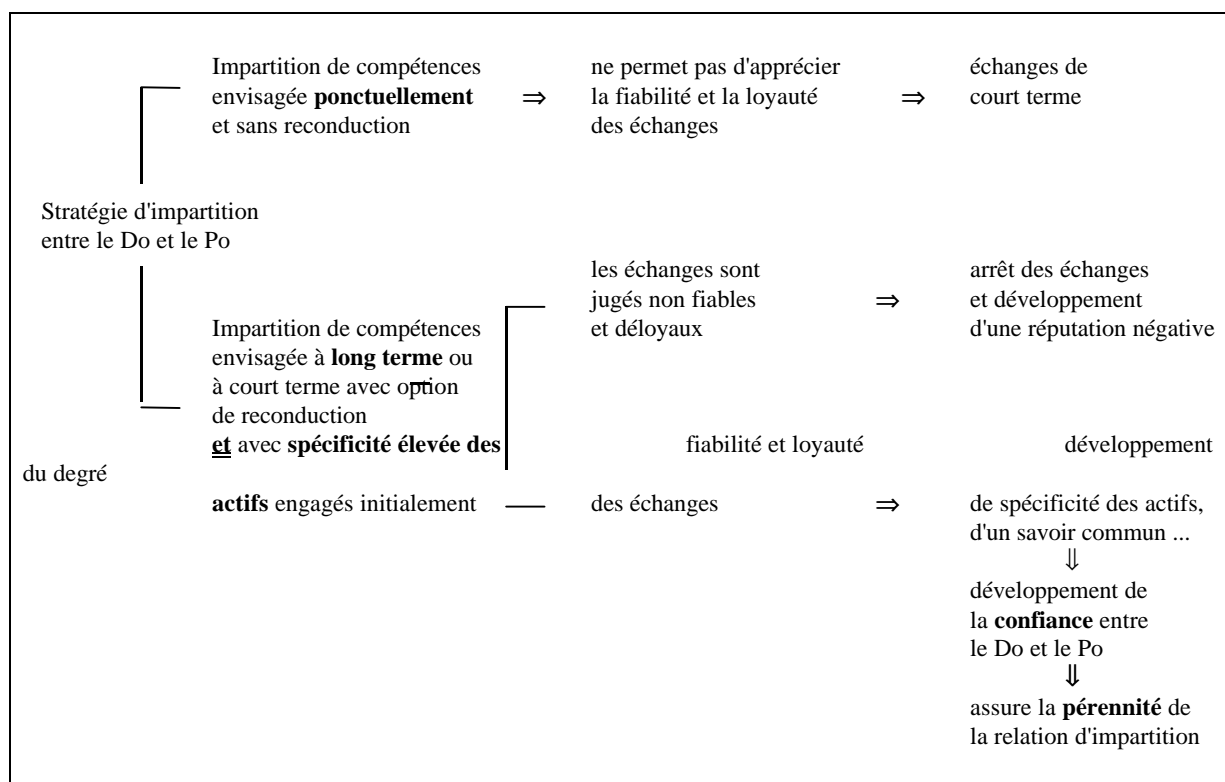 Impartition de compétences
envisagée ponctuellement
et sans reconduction
⇒
ne permet pas d'apprécier
la fiabilité et la loyauté
des échanges
⇒
échanges de
court terme
Stratégie d'impartition
entre le Do et le Po
Impartition de compétences
envisagée à long terme ou
à court terme avec option
de reconduction
et avec spécificité élevée des
actifs engagés initialement
les échanges sont
jugés non fiables
et déloyaux
⇒
arrêt des échanges
et développement
d'une réputation négative
fiabilité et loyauté
des échanges
⇒
développement
du degré
de spécificité des actifs,
d'un savoir commun ...
⇓
développement de
la confiance entre
le Do et le Po
⇓
assure la pérennité de
la relation d'impartition